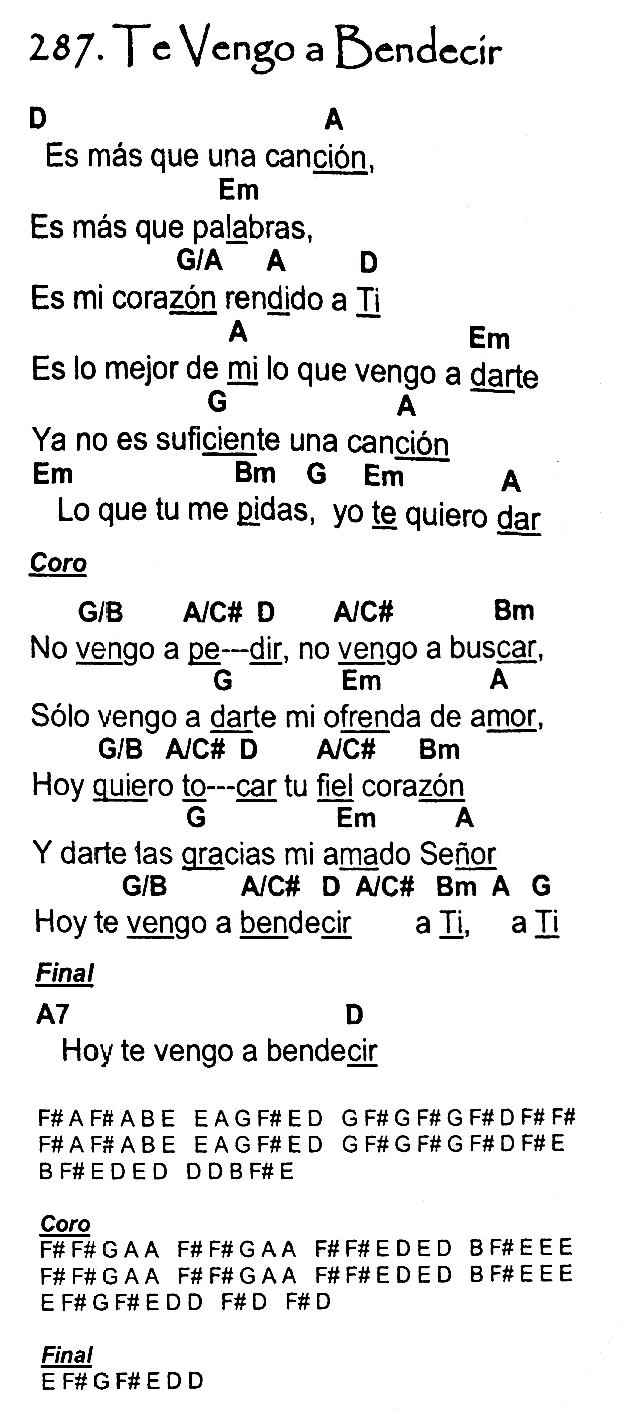 287. Te Vengo a Bendecir
D A
Es más que una canción,
Em
Es más que palabras,
G/A A D
Es mi corazón rendido a Ti
A Em
Es lo mejor de mi lo que vengo a darte
G A
Ya no es suficiente una canción
Em Bm G Em A
Lo que tu me pidas, yo te quiero dar
Coro
G/B A/C# D A/C# Bm
No vengo a pe---dir, no vengo a buscar,
G Em A
Sólo vengo a darte mi ofrenda de amor,
G/B A/C# D A/C# Bm
Hoy quiero to---car tu fiel corazón
G Em A
Y darte las gracias mi amado Señor
G/B A/C# D A/C# Bm A G
Hoy te vengo a bendecir a Ti, a Ti
Final
A7 D
Hoy te vengo a bendecir
F# A F# A B E E A G F# E D G F# G F# G F# D F# F#
F# A F# A B E E A G F# E D G F# G F# G F# D F# E
B F# E D E D D D B F# E
Coro
F# F# G A A F# F# G A A F# F# E D E D B F# E E E
F# F# G A A F# F# G A A F# F# E D E D B F# E E E
E F# G F# E D D F# D F# D
Final
E F# G F# E D D